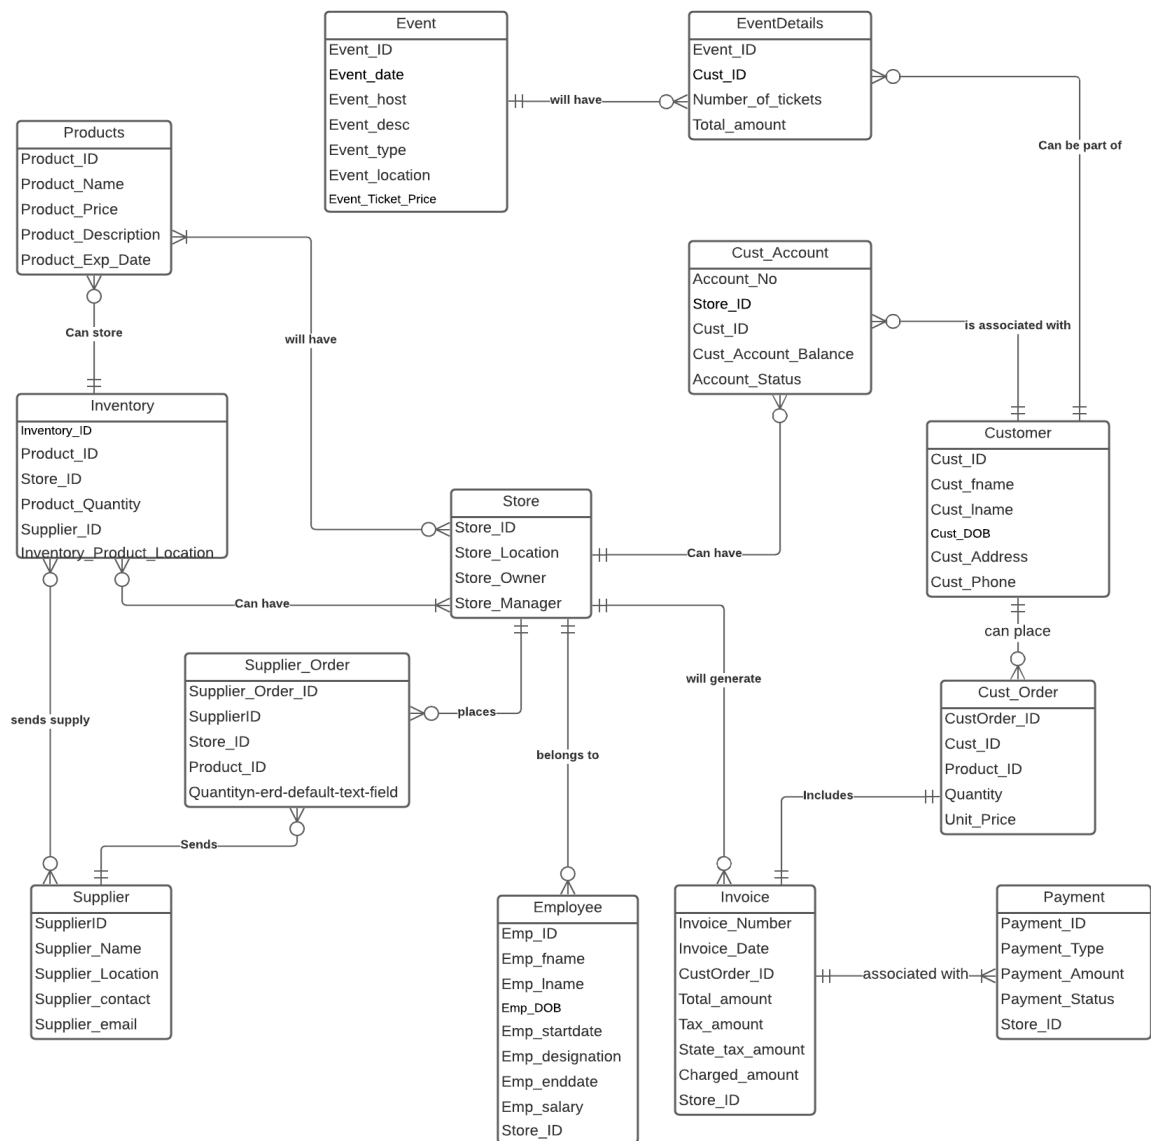 Event
Event_ID
Event_date
Event_host
Event_desc
Event_type
Event_location
Event_Ticket_Price
will have
EventDetails
Event_ID
Cust_ID
Number_of_tickets
Total_amount
Can be part of
Products
Product_ID
Product_Name
Product_Price
Product_Description
Product_Exp_Date
Can store
will have
Cust_Account
Account_No
Store_ID
Cust_ID
Cust_Account_Balance
Account_Status
is associated with
Inventory
Inventory_ID
Product_ID
Store_ID
Product_Quantity
Supplier_ID
Inventory_Product_Location
Can have
Store
Store_ID
Store_Location
Store_Owner
Store_Manager
Can have
Customer
Cust_ID
Cust_fname
Cust_lname
Cust_DOB
Cust_Address
Cust_Phone
can place
sends supply
Supplier_Order
Supplier_Order_ID
SupplierID
Store_ID
Product_ID
Quantityn-erd-default-text-field
places
belongs to
will generate
Cust_Order
CustOrder_ID
Cust_ID
Product_ID
Quantity
Unit_Price
Includes
Sends
Supplier
SupplierID
Supplier_Name
Supplier_Location
Supplier_contact
Supplier_email
Employee
Emp_ID
Emp_fname
Emp_lname
Emp_DOB
Emp_startdate
Emp_designation
Emp_enddate
Emp_salary
Store_ID
Invoice
Invoice_Number
Invoice_Date
CustOrder_ID
Total_amount
Tax_amount
State_tax_amount
Charged_amount
Store_ID
associated with
Payment
Payment_ID
Payment_Type
Payment_Amount
Payment_Status
Store_ID